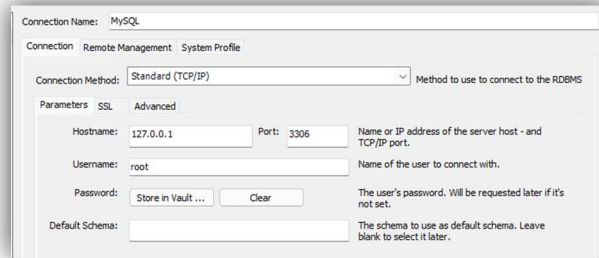 Connection Name: MySQL
Connection Remote Management System Profile
Connection Method: Standard (TCP/IP) Method to use to connect to the RDBMS
Parameters SSL Advanced
Hostname: 127.0.0.1 Port: 3306 Name or IP address of the server host - and
TCP/IP port.
Username: root Name of the user to connect with.
Password: Store in Vault ... Clear The user's password. Will be requested later if it's
not set.
Default Schema: The schema to use as default schema. Leave
blank to select it later.